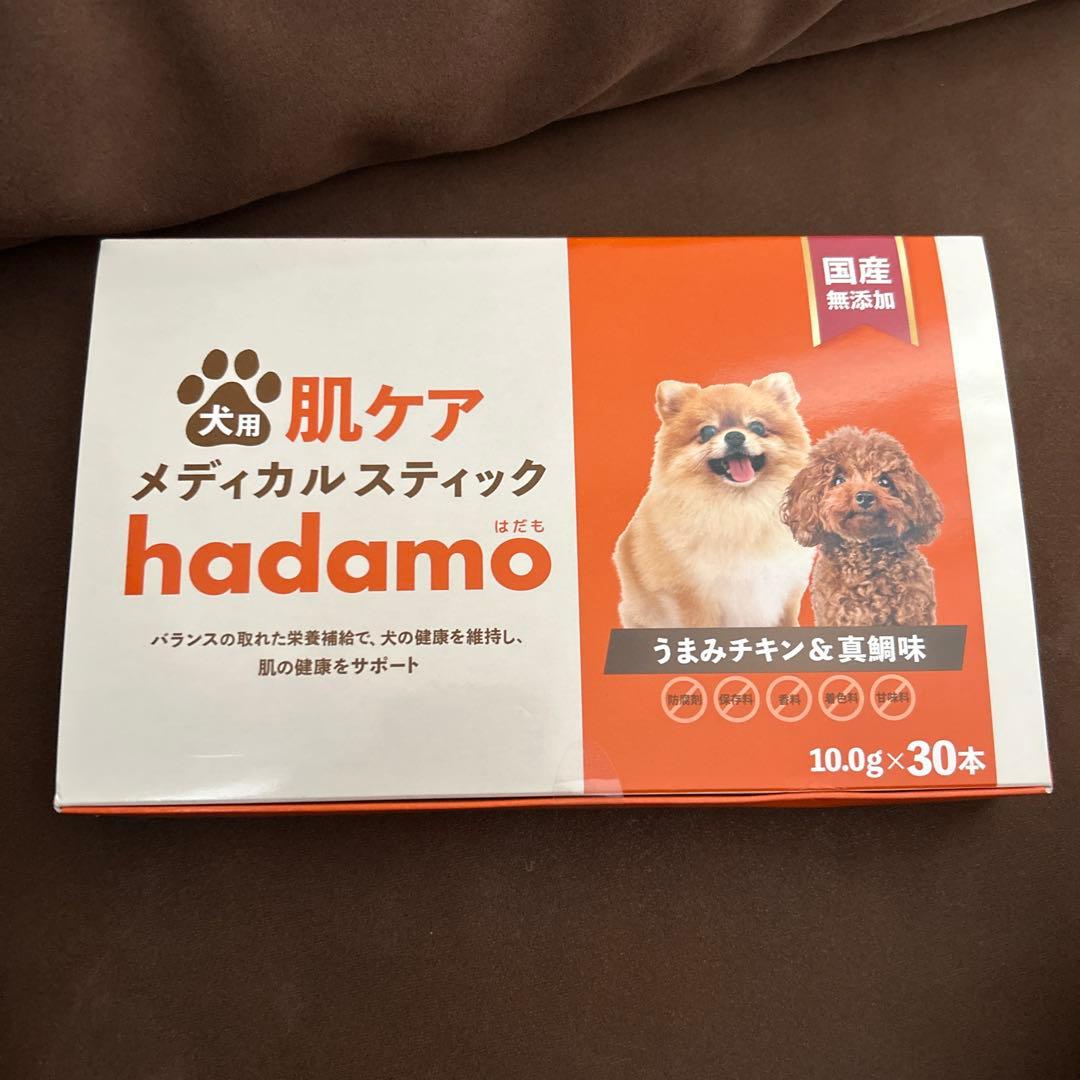 犬用
肌ケア
メディカルスティック
はだも
hadamo
バランスの取れた栄養補給で、犬の健康を維持し、
肌の健康をサポート
国産
無添加
うまみチキン&真鯛味
防腐剤 保存料 香料 着色料 甘味料
10.0g×30本